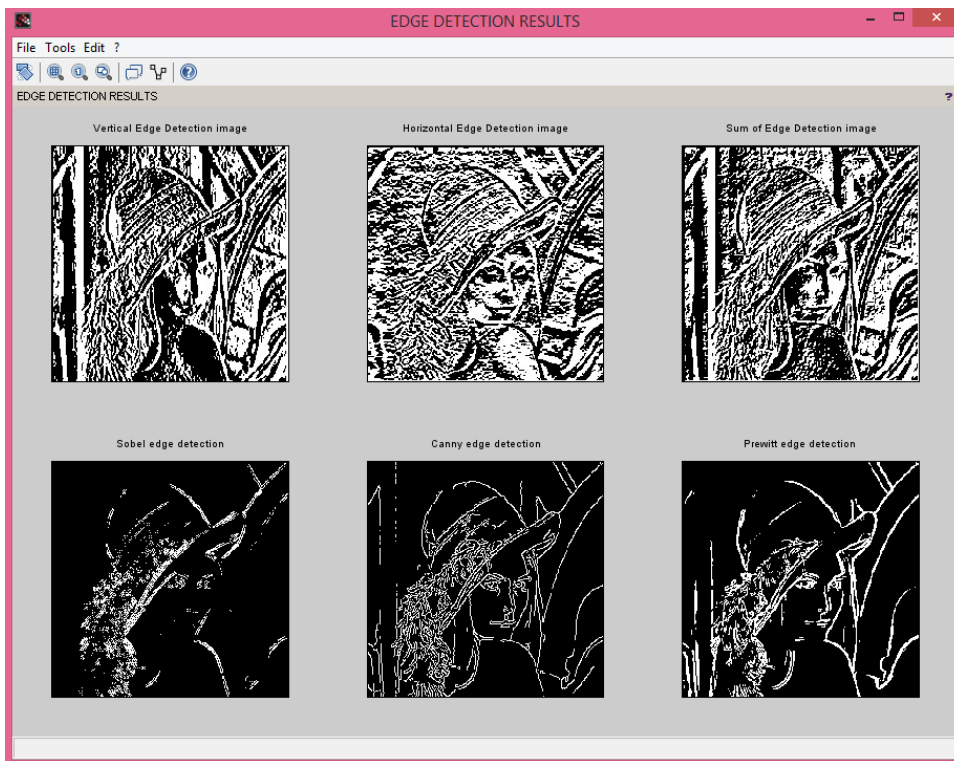 EDGE DETECTION RESULTS
File Tools Edit ?
EDGE DETECTION RESULTS ?
Vertical Edge Detection image
Horizontal Edge Detection image
Sum of Edge Detection image
Sobel edge detection
Canny edge detection
Prewitt edge detection